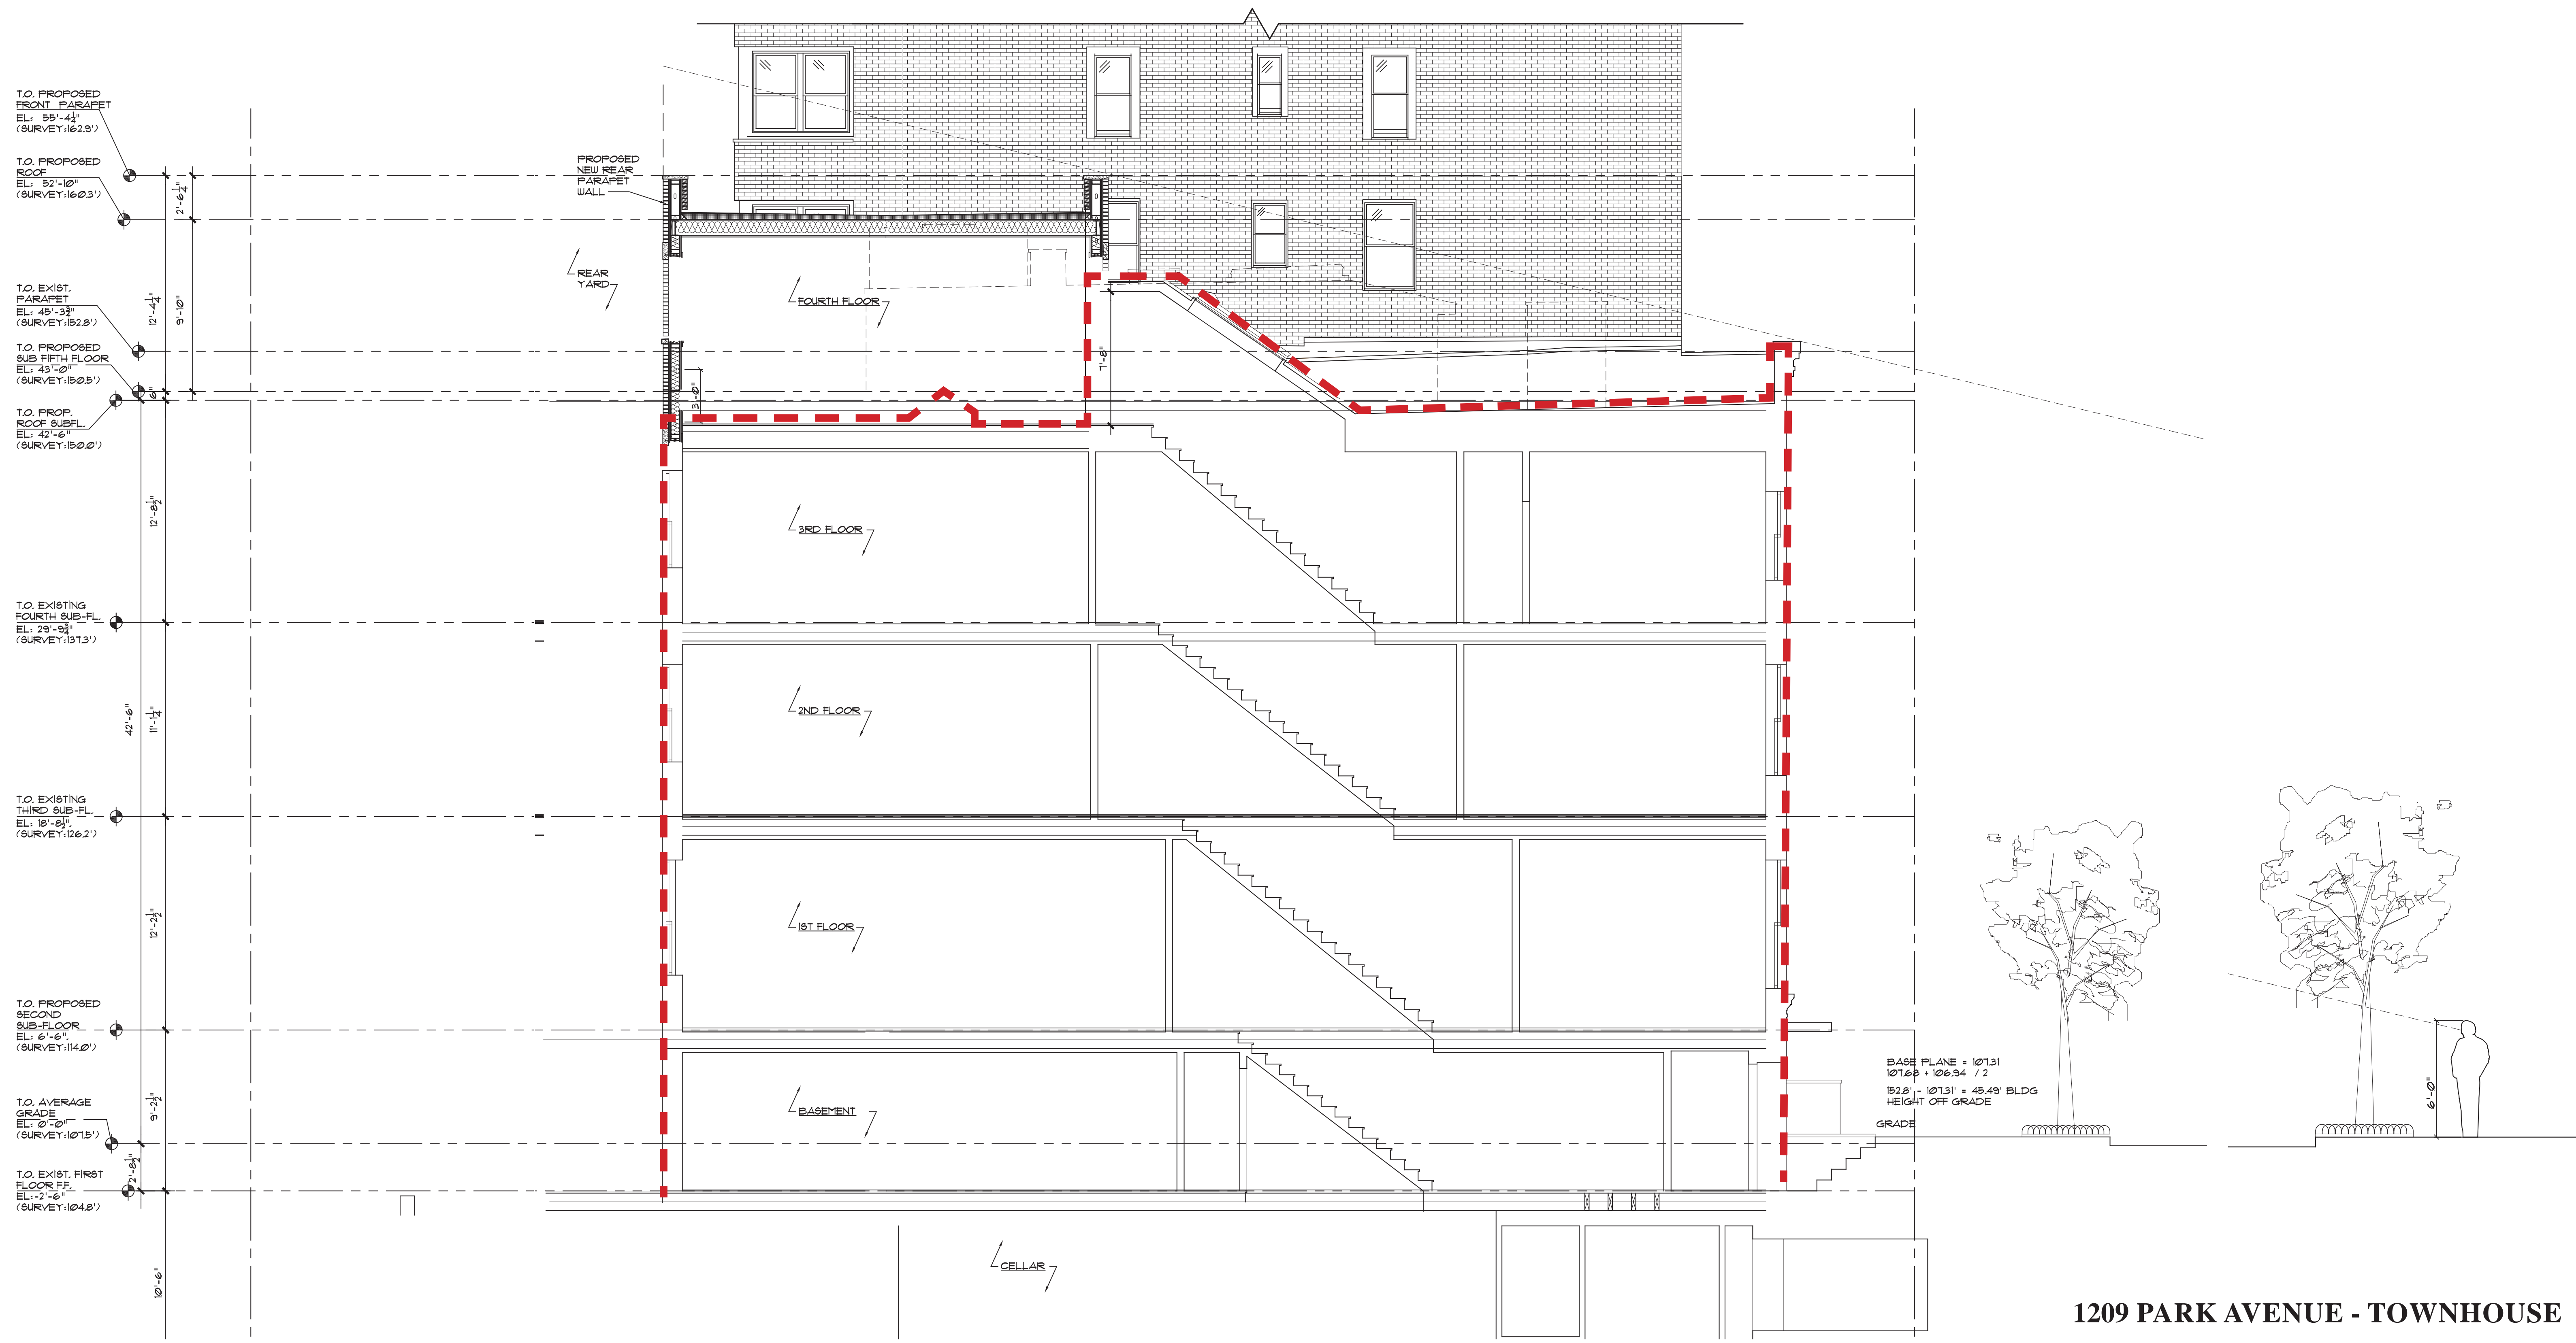 T.O. PROPOSED
FRONT PARAPET
EL: 55'-4¼"
(SURVEY:162.9')
T.O. PROPOSED
ROOF
EL: 52'-10"
(SURVEY:160.3')
T.O. EXIST.
PARAPET
EL: 45'-3¾"
(SURVEY:152.8')
T.O. PROPOSED
SUB FIFTH FLOOR
EL: 43'-0"
(SURVEY:150.5')
T.O. PROP.
ROOF SUBFL.
EL: 42'-6"
(SURVEY:150.0')
T.O. EXISTING
FOURTH SUB-FL.
EL: 29'-9¾"
(SURVEY:137.3')
T.O. EXISTING
THIRD SUB-FL.
EL: 18'-8½"
(SURVEY:126.2')
T.O. PROPOSED
SECOND
SUB-FLOOR
EL: 6'-6"
(SURVEY:114.0')
T.O. AVERAGE
GRADE
EL: 0'-0"
(SURVEY:107.5')
T.O. EXIST. FIRST
FLOOR F.F.
EL:-2'-6"
(SURVEY:104.8')
2'-6¼"
12'-4¼"
9'-10"
6"
12'-8½"
42'-6"
11'-1¼"
12'-2½"
9'-2½"
2'-8½"
10'-6"
PROPOSED
NEW REAR
PARAPET
WALL
REAR
YARD
FOURTH FLOOR
3'-0"
7'-8"
3RD FLOOR
2ND FLOOR
1ST FLOOR
BASEMENT
CELLAR
BASE PLANE = 107.31
107.68 + 106.94 / 2
152.8' - 107.31' = 45.49' BLDG
HEIGHT OFF GRADE
GRADE
6'-0"
1209 PARK AVENUE - TOWNHOUSE